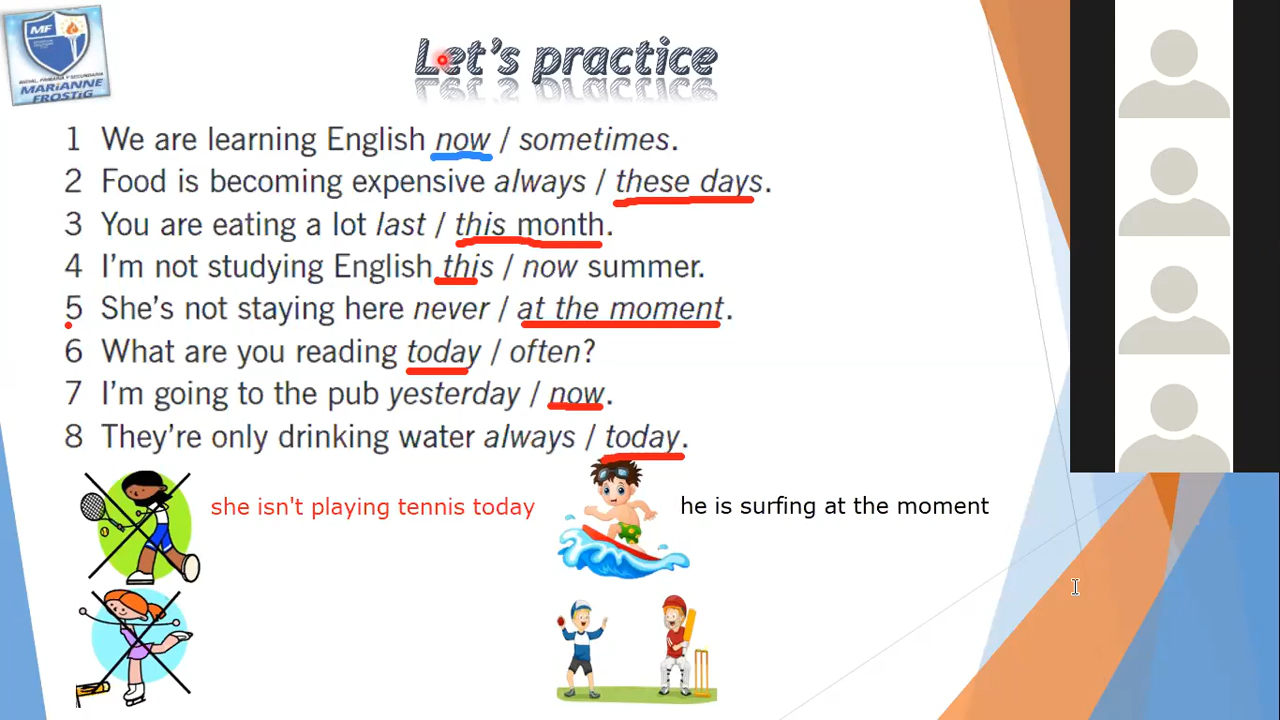 MF
INICIAL, PRIMARIA Y SECUNDARIA
MARIANNE
FROSTIG
Let's practice
1 We are learning English now / sometimes.
2 Food is becoming expensive always / these days.
3 You are eating a lot last / this month.
4 I'm not studying English this / now summer.
5 She's not staying here never / at the moment.
6 What are you reading today / often?
7 I'm going to the pub yesterday / now.
8 They're only drinking water always / today.
she isn't playing tennis today
he is surfing at the moment